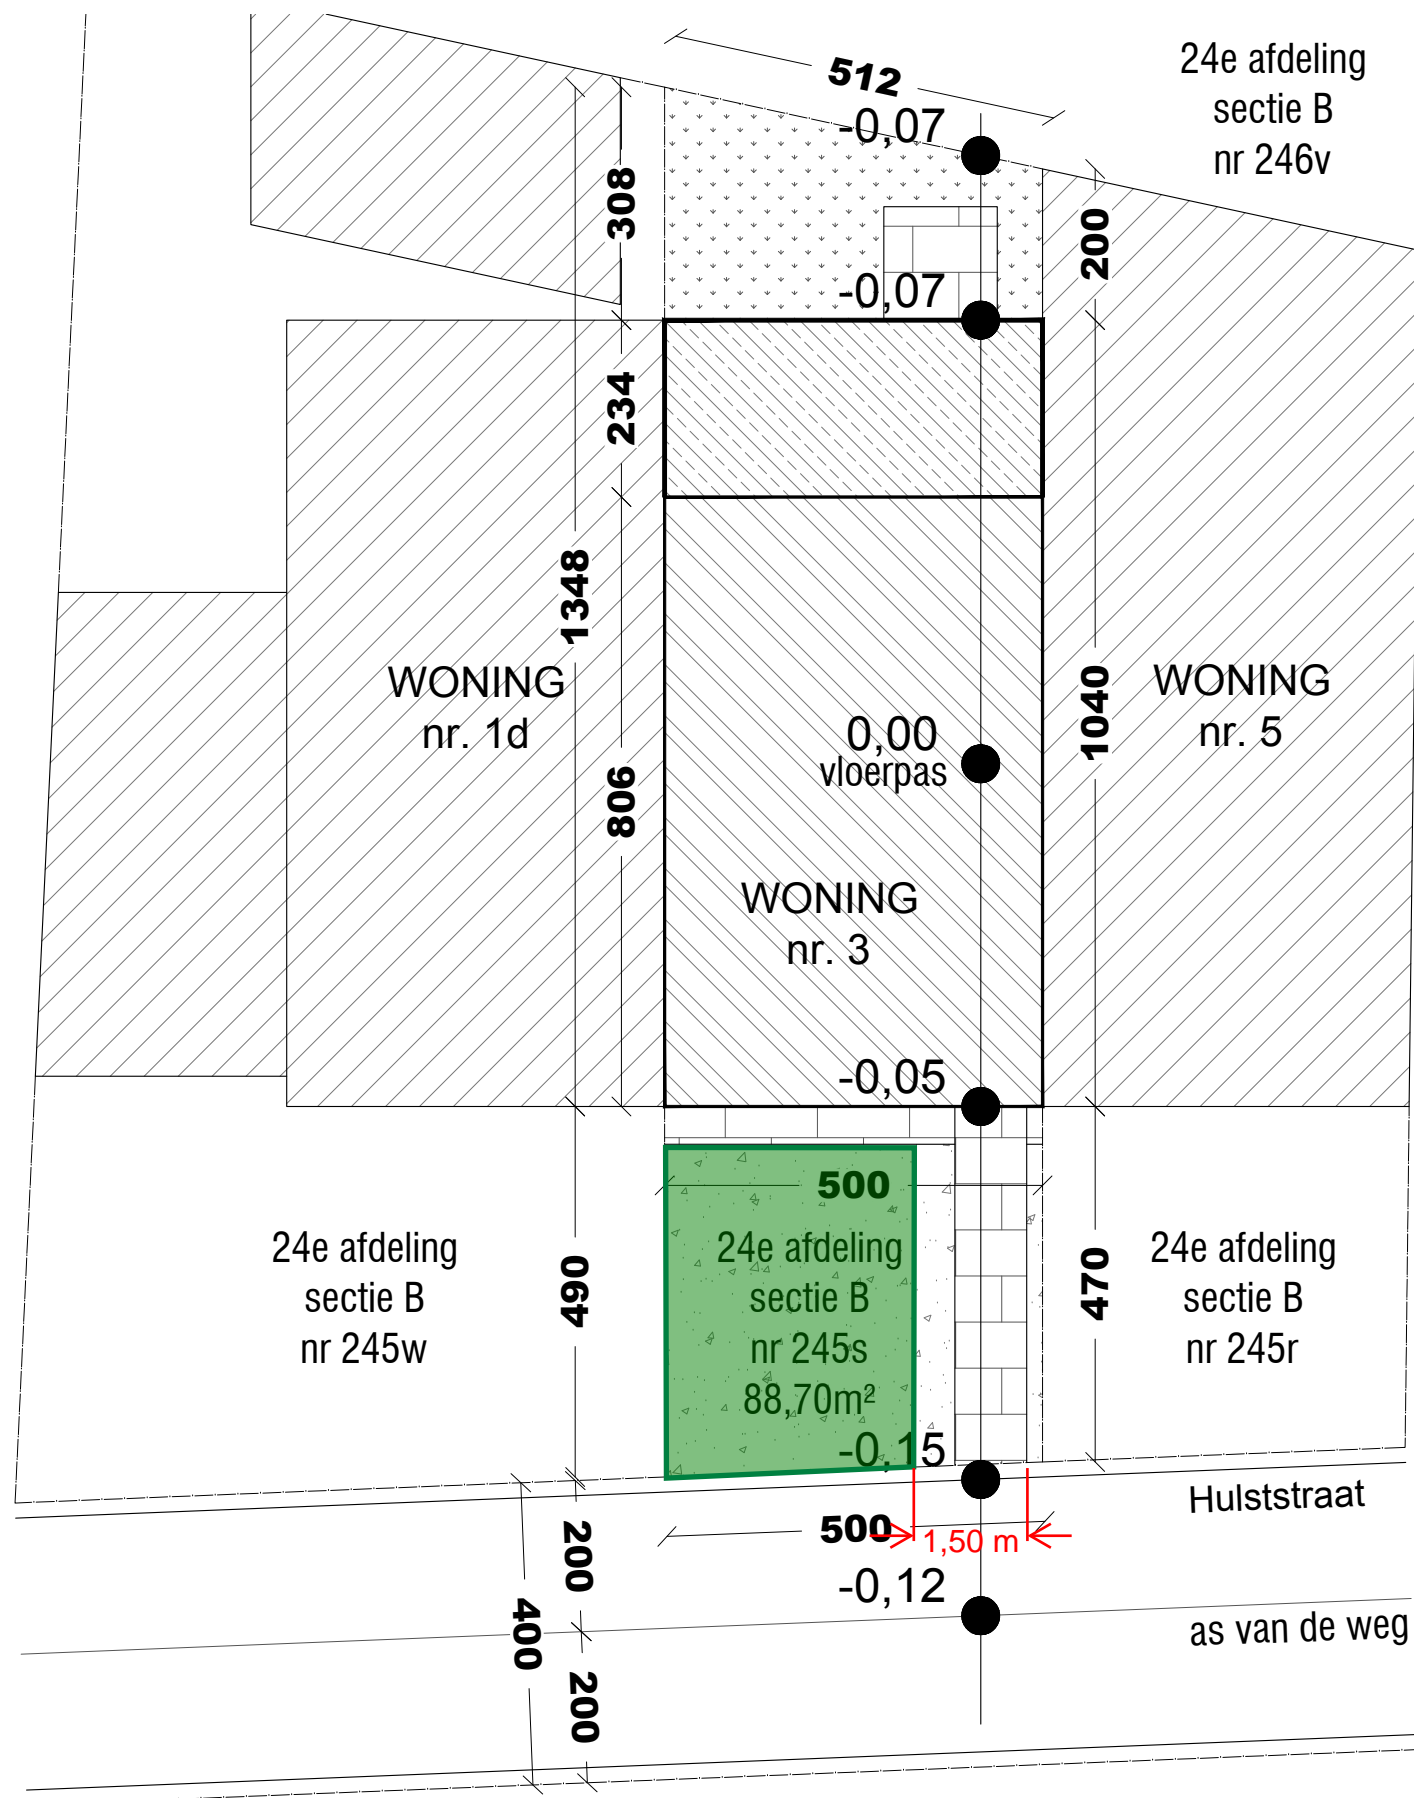 512
24e afdeling
sectie B
nr 246v
-0,07
308
200
-0,07
234
1348
WONING
nr. 1d
WONING
nr. 5
1040
0,00
vloerpas
806
WONING
nr. 3
-0,05
500
24e afdeling
sectie B
nr 245w
490
24e afdeling
sectie B
nr 245s
88,70m²
470
24e afdeling
sectie B
nr 245r
-0,15
Hulststraat
500
1,50 m
200
-0,12
400
as van de weg
200